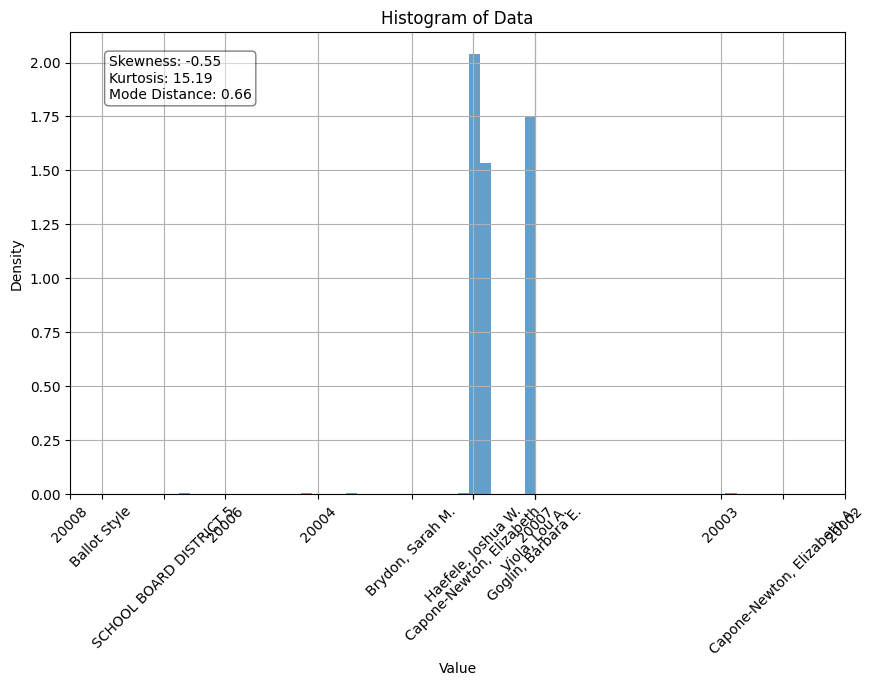 Histogram of Data
Skewness: -0.55
Kurtosis: 15.19
Mode Distance: 0.66
Density
2.00
1.75
1.50
1.25
1.00
0.75
0.50
0.25
0.00
20008
Ballot Style
SCHOOL BOARD DISTRICT 5
20006
20004
Brydon, Sarah M.
Haefele, Joshua W.
Capone-Newton, Elizabeth
20007
Viola, Lou A.
Goglin, Barbara E.
20003
Capone-Newton, Elizabeth A.
20002
Value